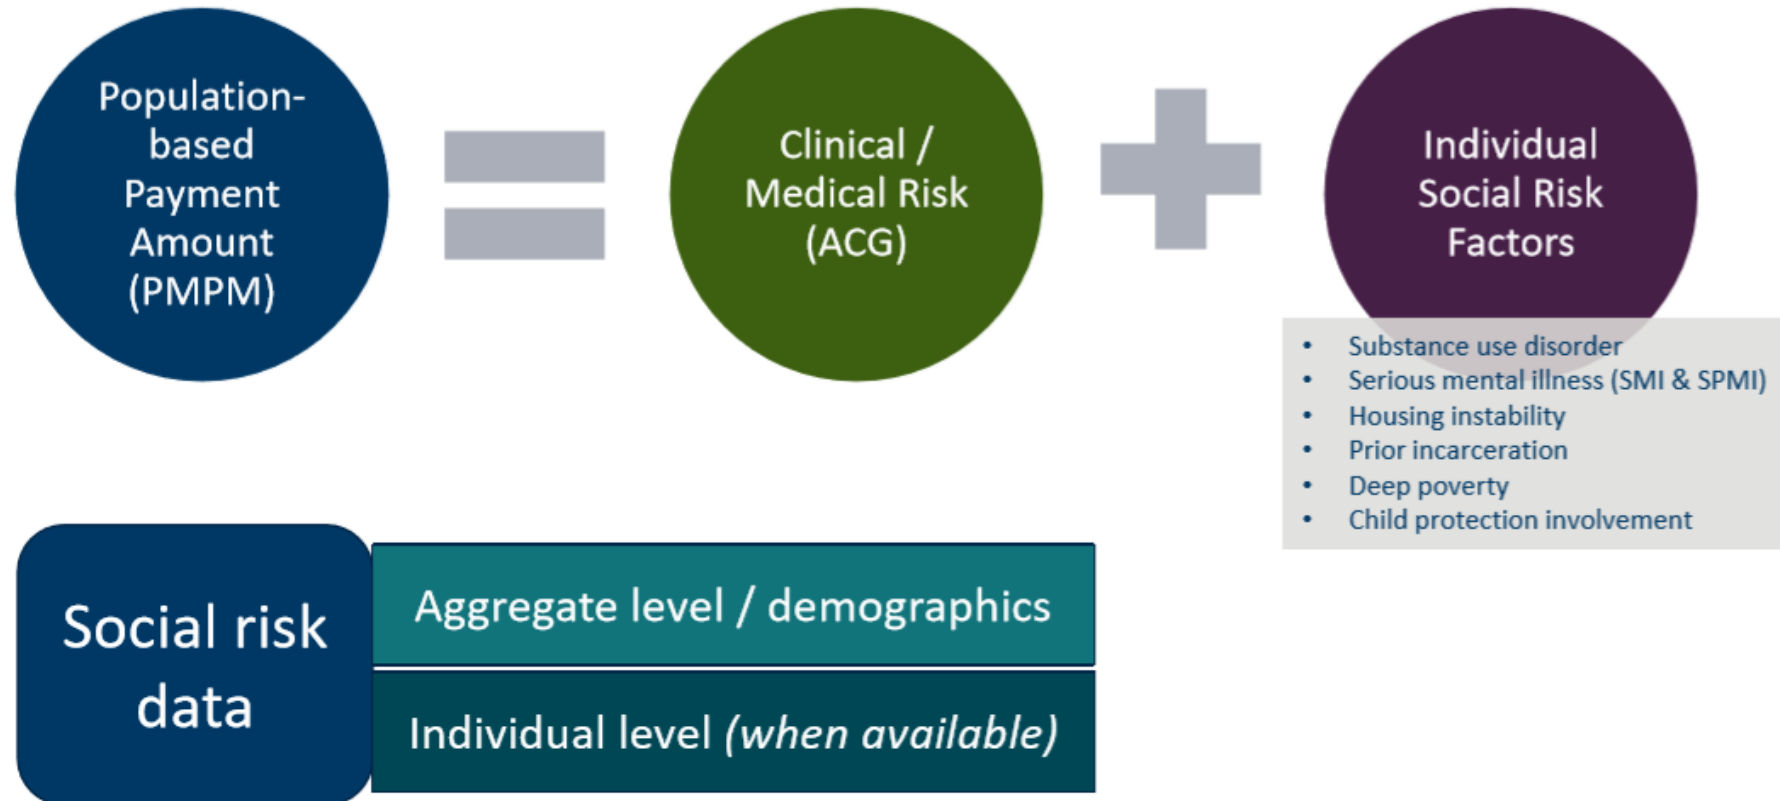 Population-
based
Payment
Amount
(PMPM)
Clinical /
Medical Risk
(ACG)
Individual
Social Risk
Factors
• Substance use disorder
• Serious mental illness (SMI & SPMI)
• Housing instability
• Prior incarceration
• Deep poverty
• Child protection involvement
Social risk
data
Aggregate level / demographics
Individual level (when available)